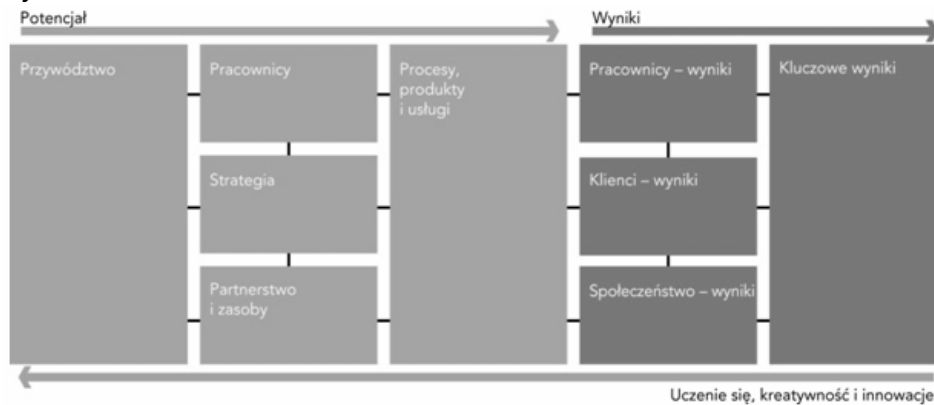 Potencjał
Wyniki
Przywództwo
Pracownicy
Procesy,
produkty
i usługi
Pracownicy – wyniki
Kluczowe wyniki
Strategia
Klienci – wyniki
Partnerstwo
i zasoby
Społeczeństwo – wyniki
Uczenie się, kreatywność i innowacje